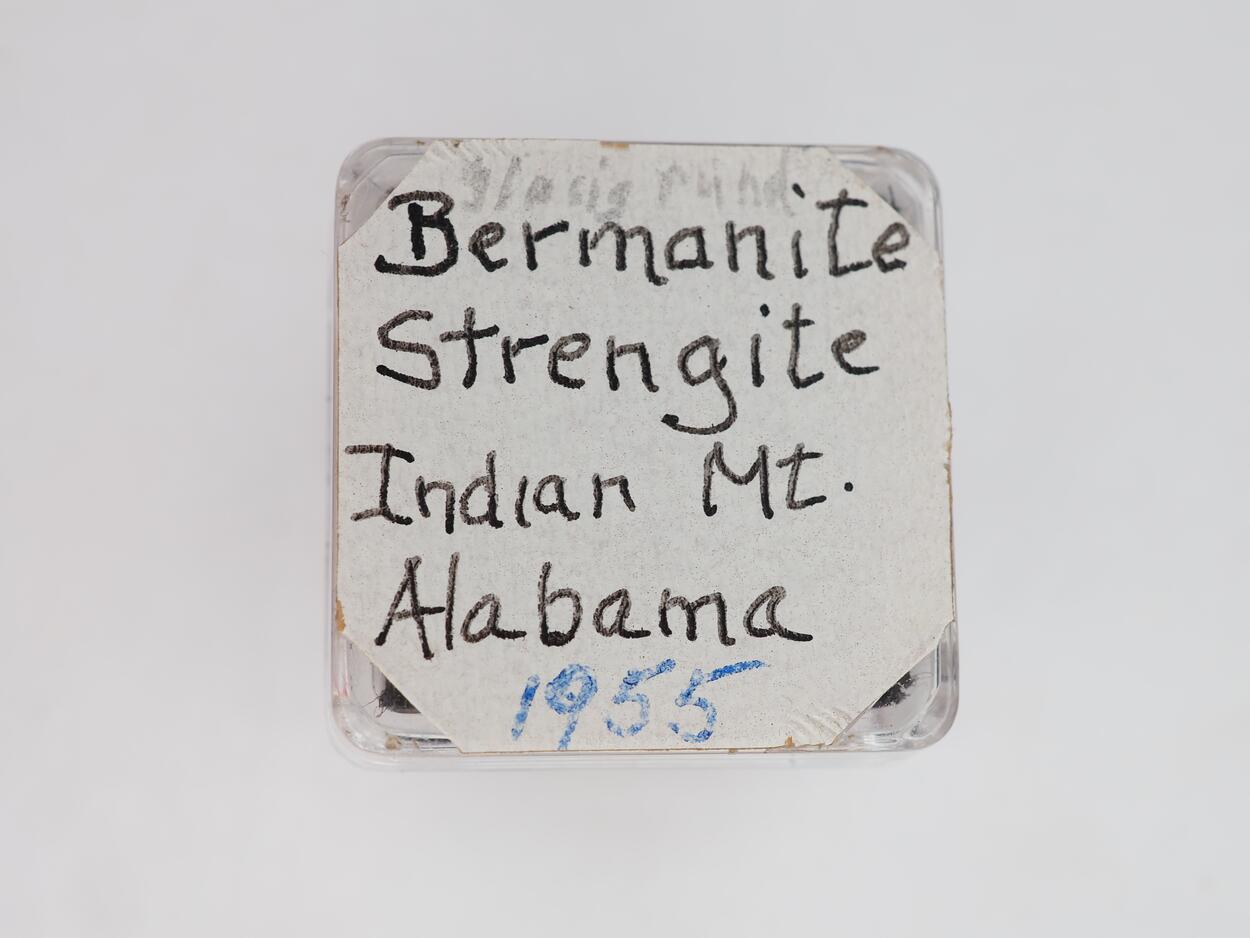 Bermanite
Strengite
Indian Mt.
Alabama
1955